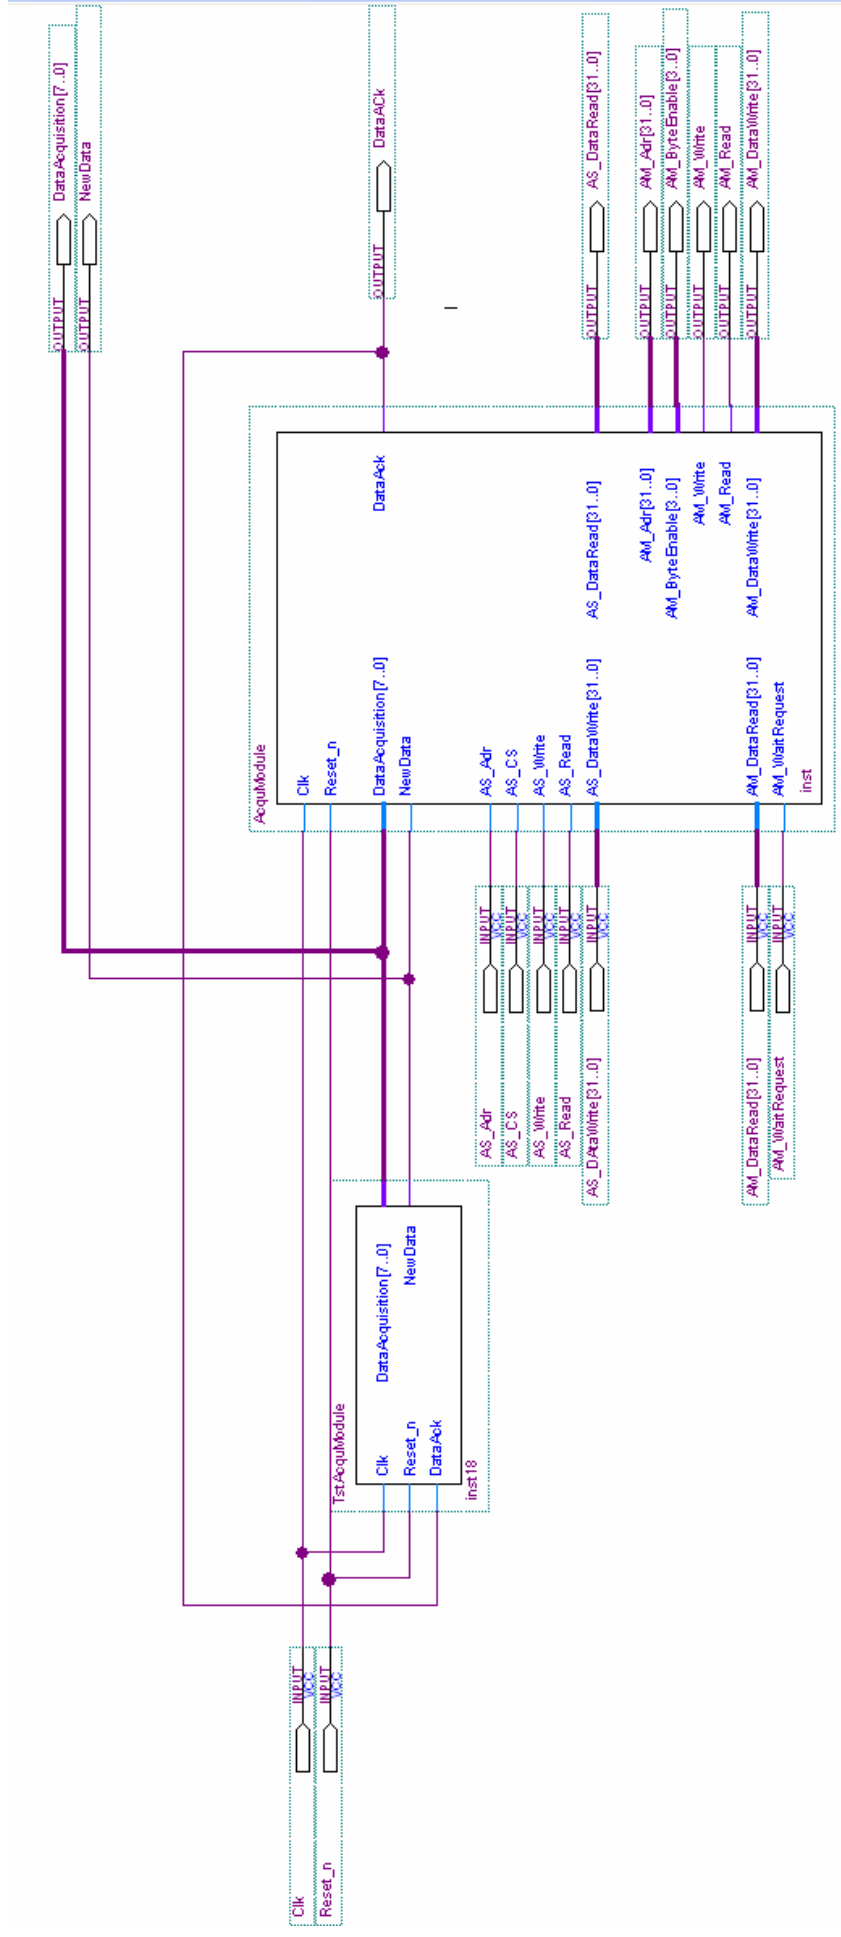 DataAcquisition[7..0]
OUTPUT
NewData
OUTPUT
DataACk
OUTPUT
AS_DataRead[31..0]
OUTPUT
AM_Adr[31..0]
OUTPUT
AM_ByteEnable[3..0]
OUTPUT
AM_Write
OUTPUT
AM_Read
OUTPUT
AM_DataWrite[31..0]
OUTPUT
AcquModule
Clk
Reset_n
DataAcquisition[7..0]
DataAck
NewData
AS_Adr
AS_CS
AS_Write
AS_Read
AS_DataWrite[31..0]
AS_DataRead[31..0]
AM_Adr[31..0]
AM_ByteEnable[3..0]
AM_Write
AM_Read
AM_DataRead[31..0]
AM_DataWrite[31..0]
AM_WaitRequest
inst
AS_Adr
INPUT
VCC
AS_CS
INPUT
VCC
AS_Write
INPUT
VCC
AS_Read
INPUT
VCC
AS_DAtaWrite[31..0]
INPUT
VCC
AM_DataRead[31..0]
INPUT
VCC
AM_WaitRequest
INPUT
VCC
TstAcquModule
Clk
DataAcquisition[7..0]
Reset_n
NewData
DataAck
inst18
Clk
INPUT
VCC
Reset_n
INPUT
VCC